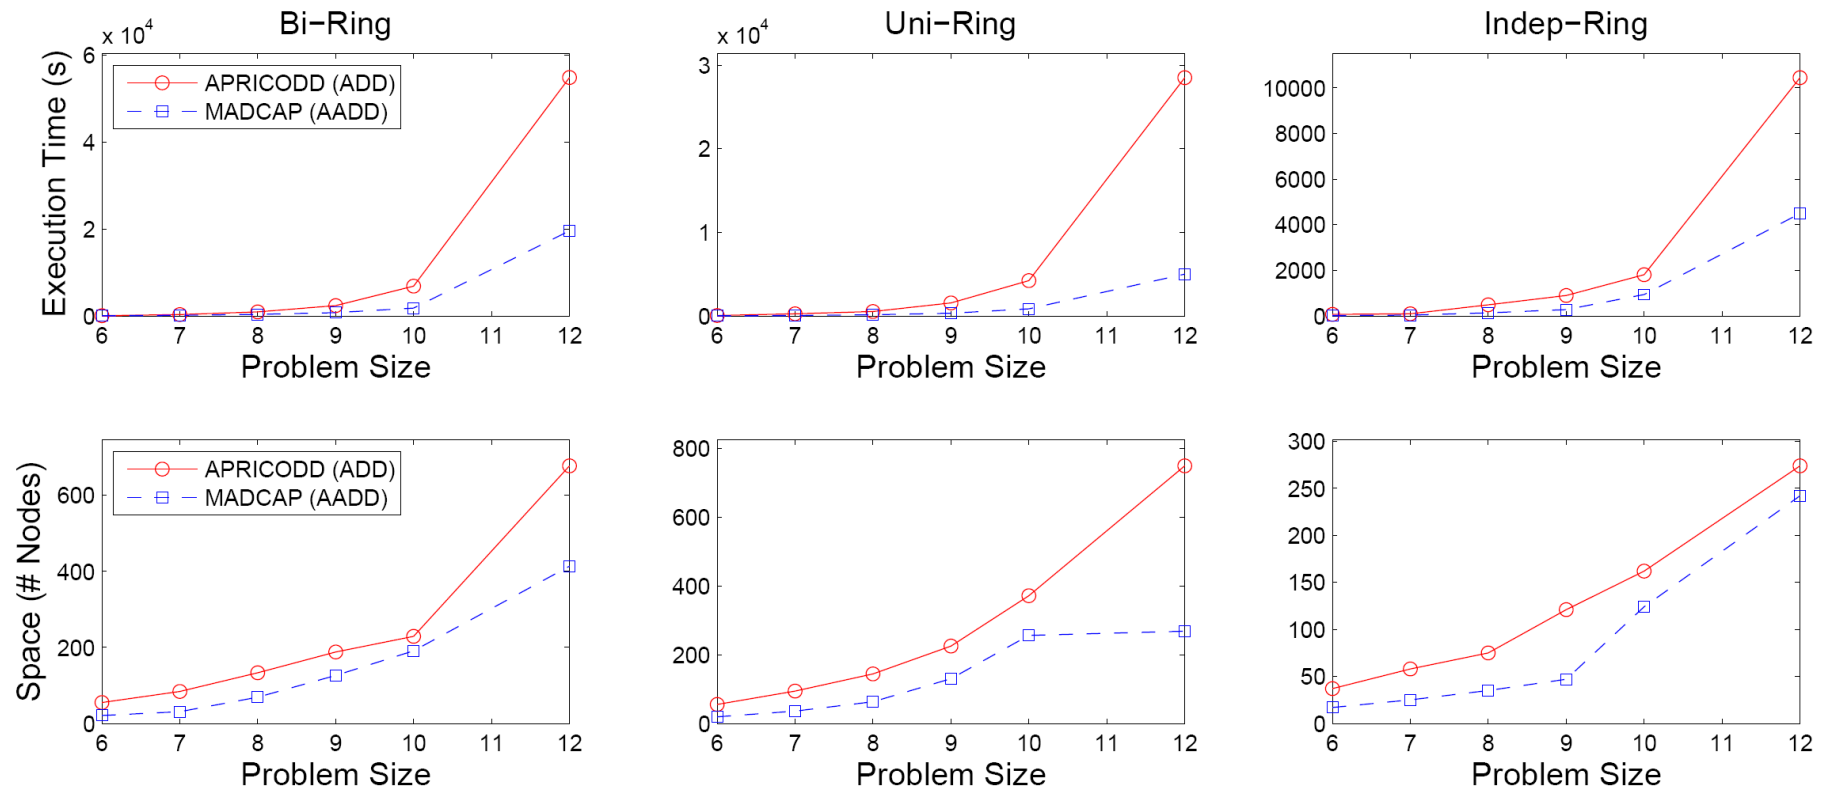 Bi−Ring
Uni−Ring
Indep−Ring
x 10^4
x 10^4
Execution Time (s)
6
4
2
0
APRICODD (ADD)
MADCAP (AADD)
6 7 8 9 10 11 12
Problem Size
3
2
1
0
6 7 8 9 10 11 12
Problem Size
10000
8000
6000
4000
2000
0
6 7 8 9 10 11 12
Problem Size
Space (# Nodes)
600
400
200
0
APRICODD (ADD)
MADCAP (AADD)
6 7 8 9 10 11 12
Problem Size
800
600
400
200
0
6 7 8 9 10 11 12
Problem Size
300
250
200
150
100
50
0
6 7 8 9 10 11 12
Problem Size